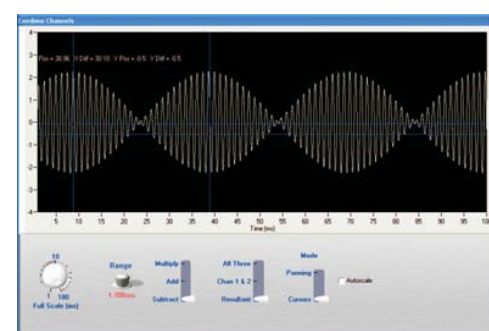 Combine Channels
Pos = 38.96 X Diff = 30.10 Y Pos = -0.5 Y Diff = -0.5
4
3
2
1
0
-1
-2
-3
-4
5 10 15 20 25 30 35 40 45 50 55 60 65 70 75 80 85 90 95 100
Time (ms)
10
1 100
Full Scale (ms)
Range
1-100ms
Multiply
Add
Subtract
All Three
Chan 1 & 2
Resultant
Mode
Panning
Cursors
Autoscale